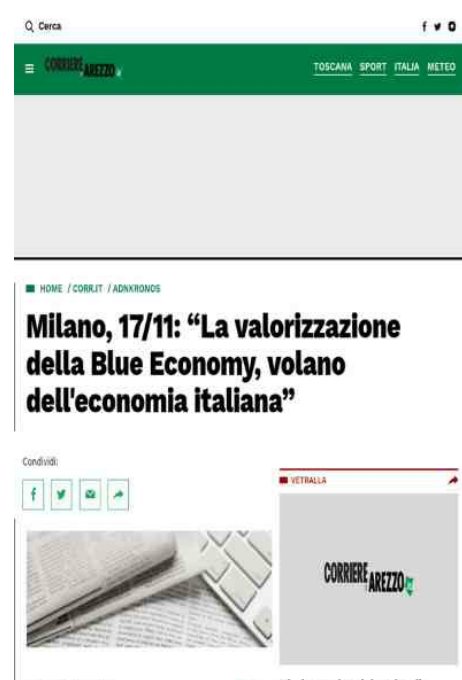 Cerca
CORRIERE AREZZO
TOSCANA SPORT ITALIA METEO
HOME / CORR.IT / ADNKRONOS
Milano, 17/11: “La valorizzazione
della Blue Economy, volano
dell'economia italiana”
Condividi:
VETRALLA
CORRIERE AREZZO